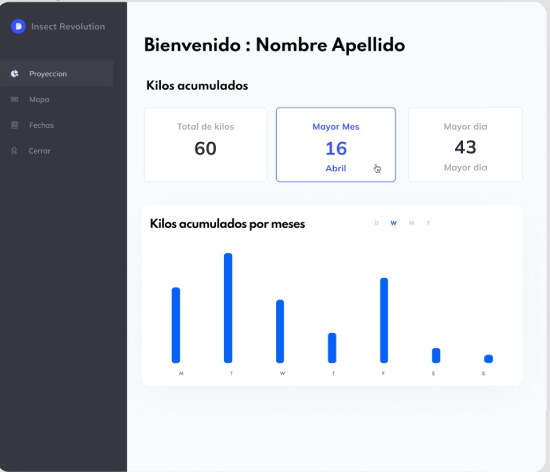 Insect Revolution
Proyeccion
Mapa
Fechas
Cerrar
Bienvenido : Nombre Apellido
Kilos acumulados
Total de kilos
60
Mayor Mes
16
Abril
Mayor dia
43
Mayor dia
Kilos acumulados por meses
D W M Y
M T W T F S S